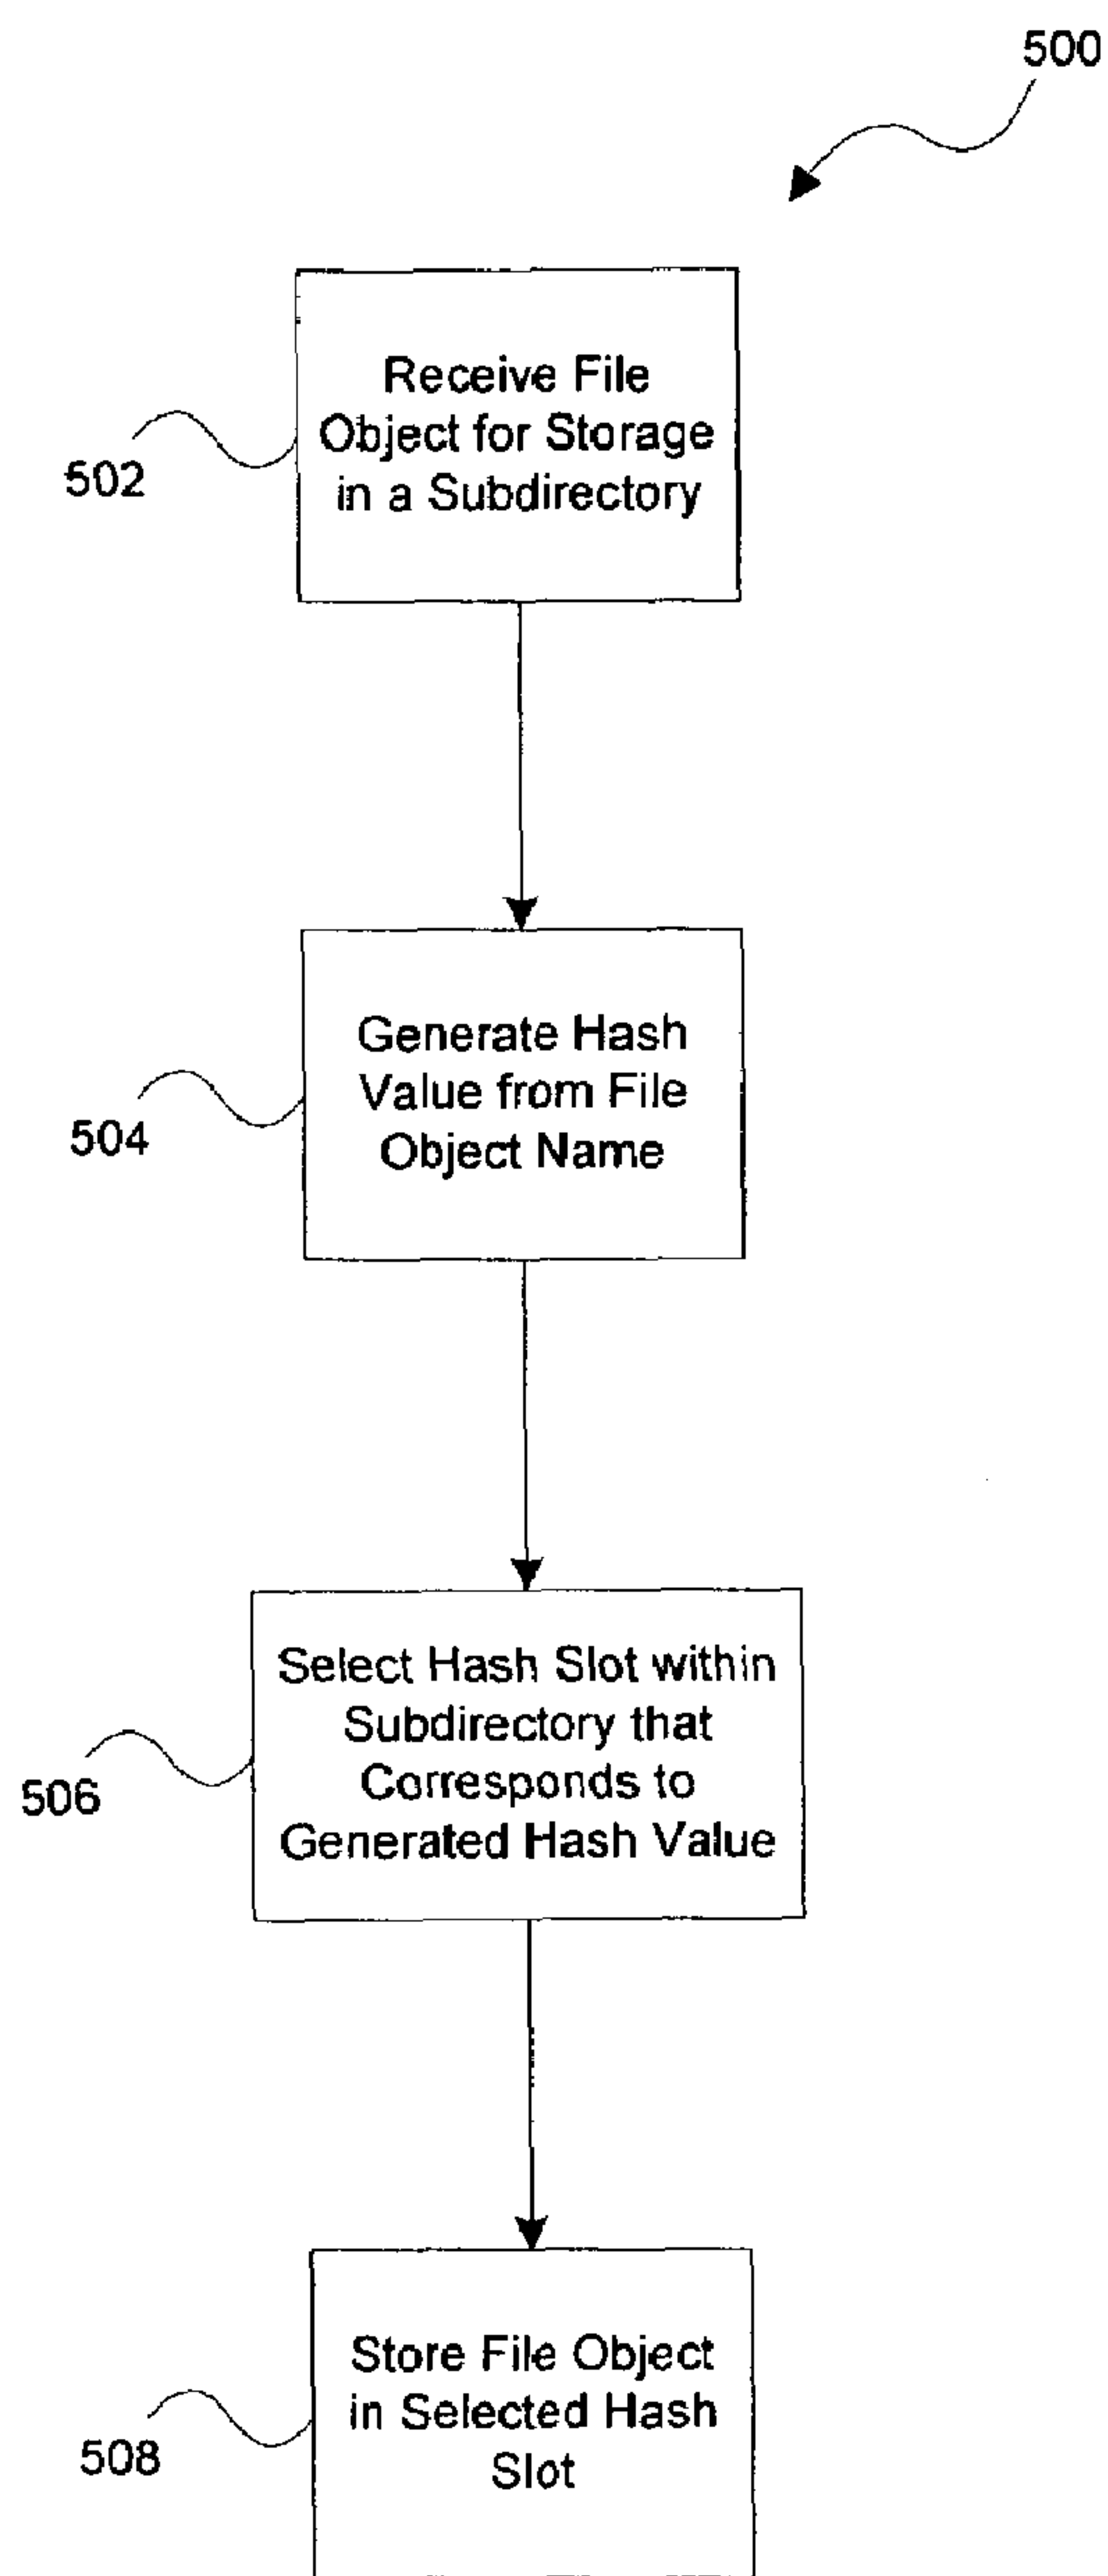 500
Receive File
Object for Storage
in a Subdirectory
502
Generate Hash
Value from File
Object Name
504
Select Hash Slot within
Subdirectory that
Corresponds to
Generated Hash Value
506
Store File Object
in Selected Hash
Slot
508